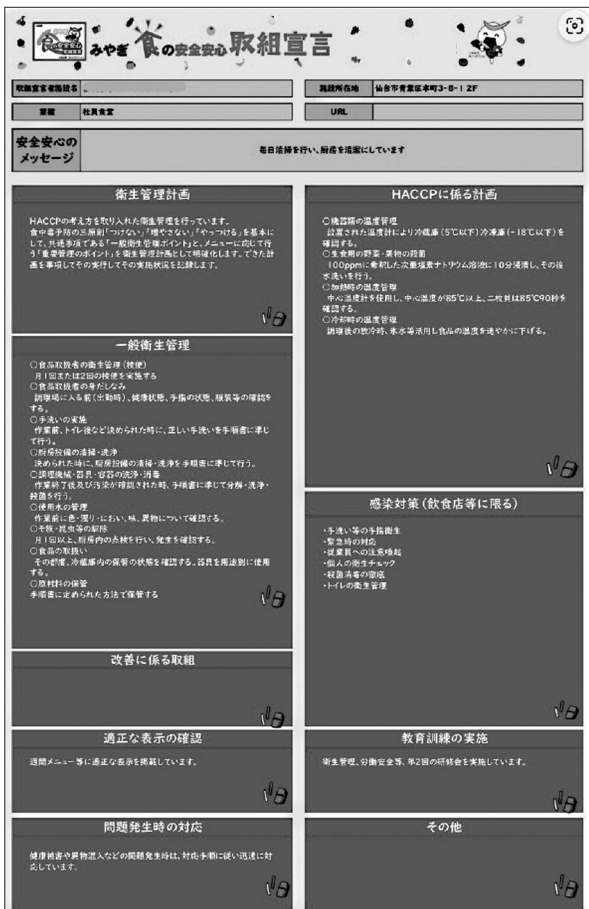 みやぎ食の安全安心取組宣言
取組宣言者施設名
施設所在地
仙台市青葉区本町3-8-1 2F
業種
社員食堂
URL
安全安心の
メッセージ
毎日清掃を行い、厨房を清潔にしています
衛生管理計画
HACCPの考え方を取り入れた衛生管理を行っています。
食中毒予防の三原則「つけない」「増やさない」「やっつける」を基本に
して、共通事項である「一般衛生管理ポイント」と、メニューに応じて行
う「重要管理のポイント」を衛生管理計画として明確化します。できた計
画を事項してその実行してその実施状況を記録します。
一般衛生管理
○食品取扱者の衛生管理(検便)
月1回または2回の検便を実施する
○食品取扱者の身だしなみ
調理場に入る前(出勤時)、健康状態、手指の状態、服装等の確認を
する。
○手洗いの実施
作業前、トイレ後など決められた時に、正しい手洗いを手順書に準じ
て行う。
○厨房設備の清掃・洗浄
決められた時に、厨房設備の清掃・洗浄を手順書に準じて行う。
○調理機械・器具・容器の洗浄・消毒
作業終了後及び汚染が確認された時、手順書に準じて分解・洗浄・
殺菌を行う。
○使用水の管理
作業前に色・濁り・におい、味、異物について確認する。
○そ族・昆虫等の駆除
月1回以上、厨房内の点検を行い、発生を確認する。
○食品の取扱い
その都度、冷蔵庫内の保管の状態を確認する。器具を用途別に使用
する。
○原材料の保管
手順書に定められた方法で保管する
改善に係る取組
適正な表示の確認
週間メニュー等に適正な表示を掲載しています。
問題発生時の対応
健康被害や異物混入などの問題発生時は、対応手順に従い迅速に対
応しています。
HACCPに係る計画
○機器類の温度管理
設置された温度計により冷蔵庫(5℃以下)冷凍庫(-18℃以下)を
確認する。
○生食用の野菜・果物の殺菌
100ppmに希釈した次亜塩素ナトリウム溶液に10分浸漬し、その後
水洗いを行う。
○加熱時の温度管理
中心温度計を使用し、中心温度が85℃以上、二枚貝は85℃90秒を
確認する。
○冷却時の温度管理
調理後の放冷時、氷水等活用し食品の温度を速やかに下げる。
感染対策(飲食店等に限る)
・手洗い等の手指衛生
・緊急時の対応
・従業員への注意喚起
・個人の衛生チェック
・殺菌消毒の徹底
・トイレの衛生管理
教育訓練の実施
衛生管理、労働安全等、年2回の研修会を実施しています。
その他